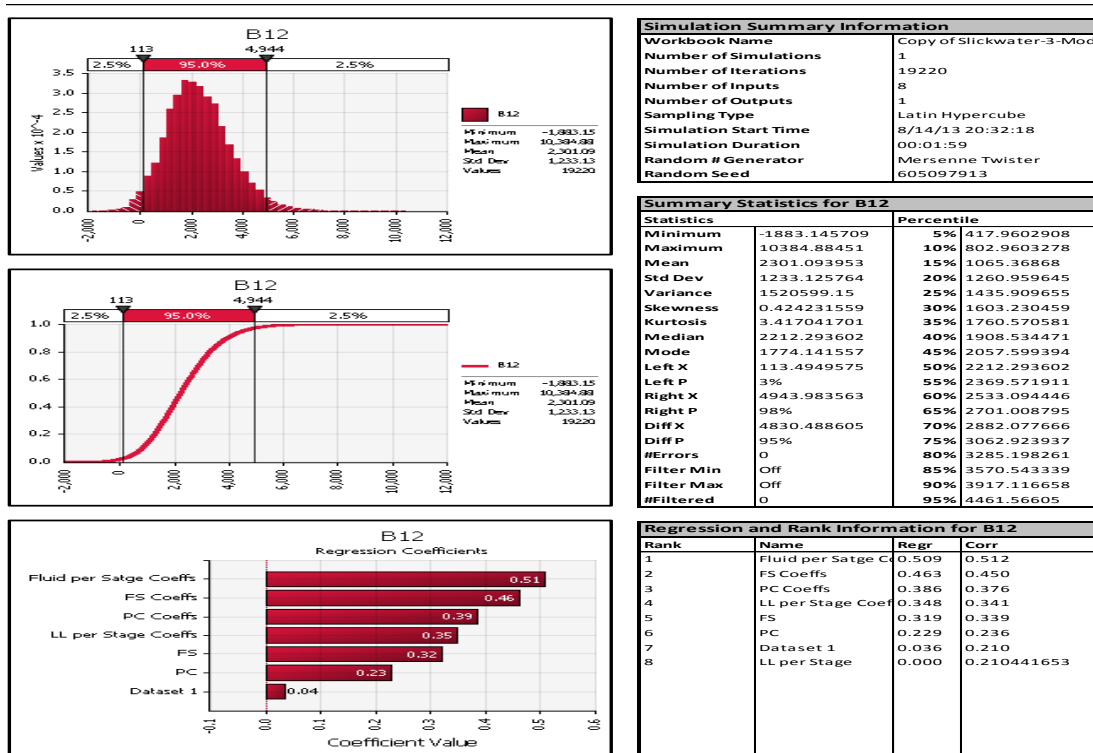 B12
113 4,944
2.5% 95.0% 2.5%
3.5
3.0
2.5
2.0
1.5
1.0
0.5
0.0
Values x 10^-4
-2,000 0 2,000 4,000 6,000 8,000 10,000 12,000
B12
Minimum -1,883.15
Maximum 10,384.88
Mean 2,301.09
Std Dev 1,233.13
Values 19220
B12
113 4,944
2.5% 95.0% 2.5%
1.0
0.8
0.6
0.4
0.2
0.0
-2,000 0 2,000 4,000 6,000 8,000 10,000 12,000
B12
Minimum -1,883.15
Maximum 10,384.88
Mean 2,301.09
Std Dev 1,233.13
Values 19220
B12
Regression Coefficients
Fluid per Satge Coeffs 0.51
FS Coeffs 0.46
PC Coeffs 0.39
LL per Stage Coeffs 0.35
FS 0.32
PC 0.23
Dataset 1 0.04
-0.1 0.0 0.1 0.2 0.3 0.4 0.5 0.6
Coefficient Value
Simulation Summary Information
Workbook Name Copy of Slickwater-3-Mod
Number of Simulations 1
Number of Iterations 19220
Number of Inputs 8
Number of Outputs 1
Sampling Type Latin Hypercube
Simulation Start Time 8/14/13 20:32:18
Simulation Duration 00:01:59
Random # Generator Mersenne Twister
Random Seed 605097913
Summary Statistics for B12
Statistics Percentile
Minimum -1883.145709 5% 417.9602908
Maximum 10384.88451 10% 802.9603278
Mean 2301.093953 15% 1065.36868
Std Dev 1233.125764 20% 1260.959645
Variance 1520599.15 25% 1435.909655
Skewness 0.424231559 30% 1603.230459
Kurtosis 3.417041701 35% 1760.570581
Median 2212.293602 40% 1908.534471
Mode 1774.141557 45% 2057.599394
Left X 113.4949575 50% 2212.293602
Left P 3% 55% 2369.571911
Right X 4943.983563 60% 2533.094446
Right P 98% 65% 2701.008795
Diff X 4830.488605 70% 2882.077666
Diff P 95% 75% 3062.923937
#Errors 0 80% 3285.198261
Filter Min Off 85% 3570.543339
Filter Max Off 90% 3917.116658
#Filtered 0 95% 4461.56605
Regression and Rank Information for B12
Rank Name Regr Corr
1 Fluid per Satge C 0.509 0.512
2 FS Coeffs 0.463 0.450
3 PC Coeffs 0.386 0.376
4 LL per Stage Coef 0.348 0.341
5 FS 0.319 0.339
6 PC 0.229 0.236
7 Dataset 1 0.036 0.210
8 LL per Stage 0.000 0.210441653